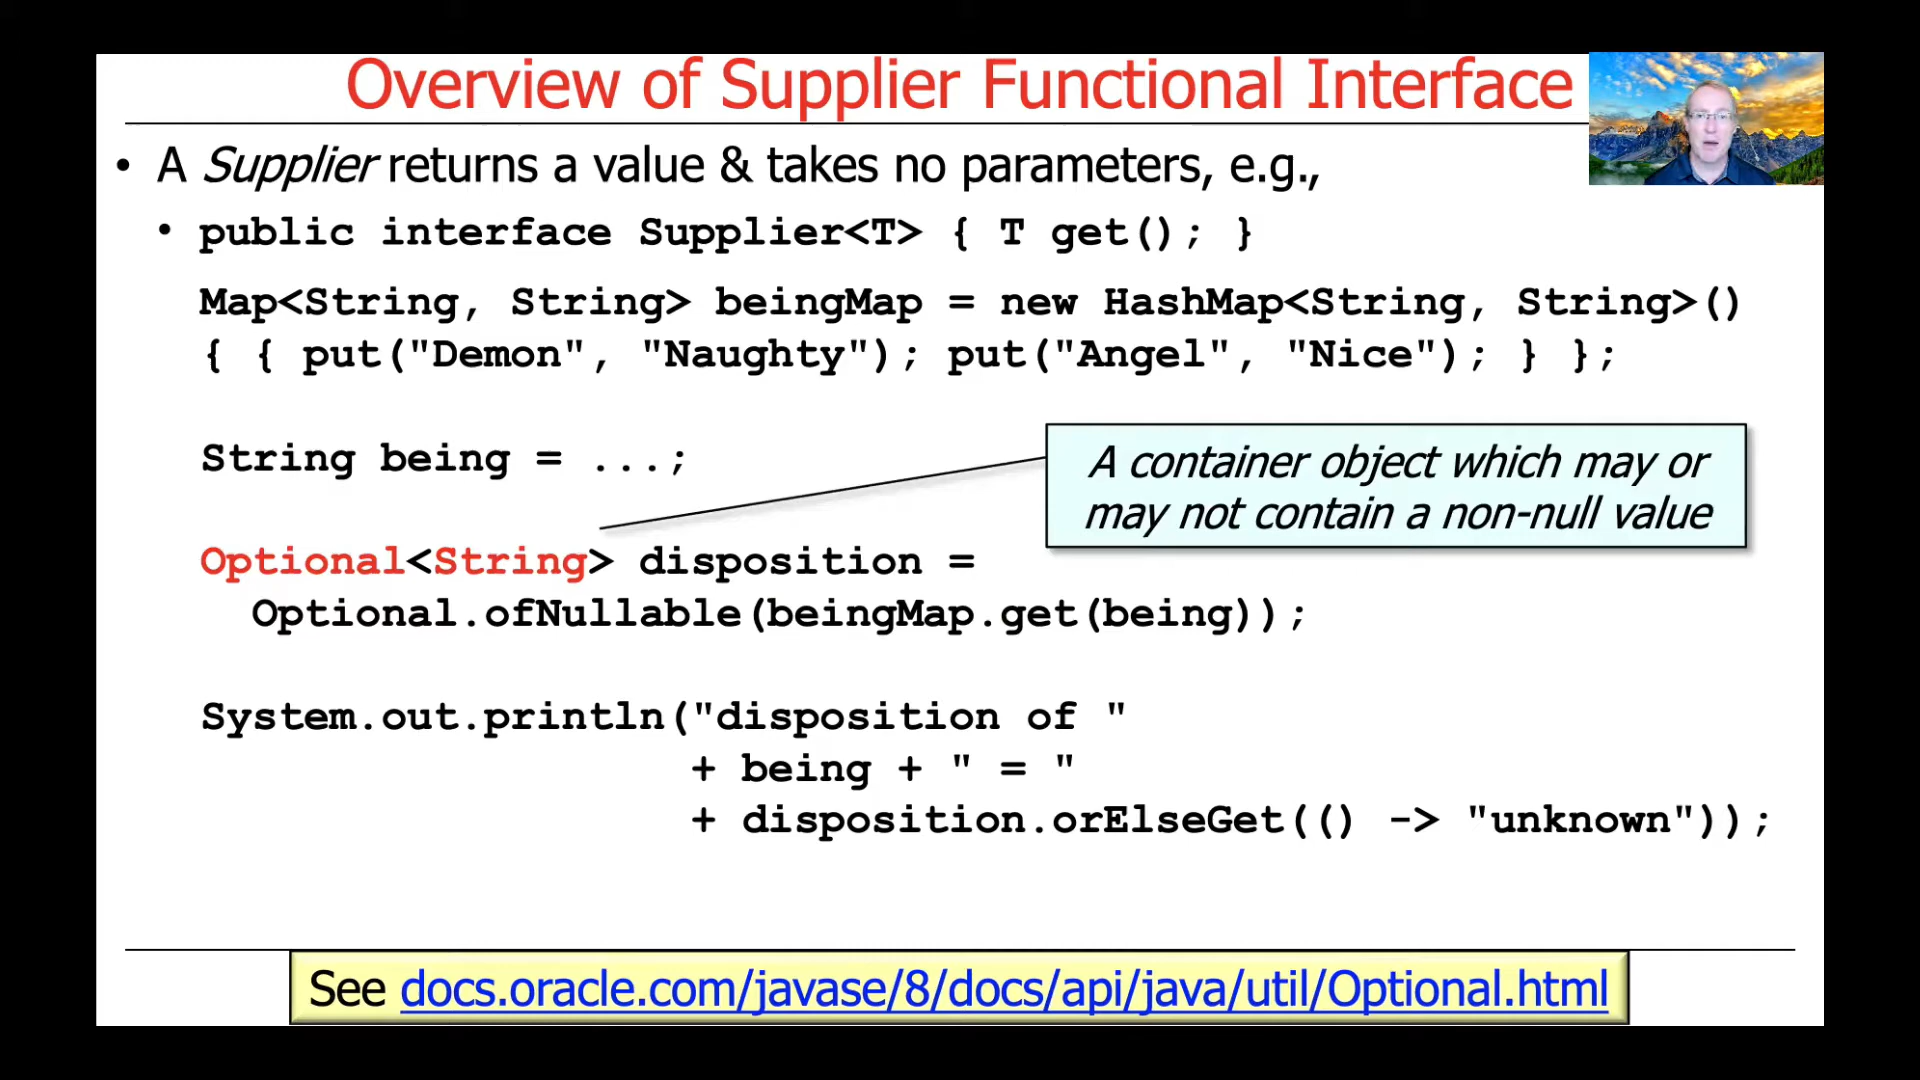 Overview of Supplier Functional Interface
• A Supplier returns a value & takes no parameters, e.g.,
• public interface Supplier<T> { T get(); }
Map<String, String> beingMap = new HashMap<String, String>()
{ { put("Demon", "Naughty"); put("Angel", "Nice"); } };
String being = ...;
A container object which may or
may not contain a non-null value
Optional<String> disposition =
Optional.ofNullable(beingMap.get(being));
System.out.println("disposition of "
+ being + " = "
+ disposition.orElseGet(() -> "unknown"));
See docs.oracle.com/javase/8/docs/api/java/util/Optional.html